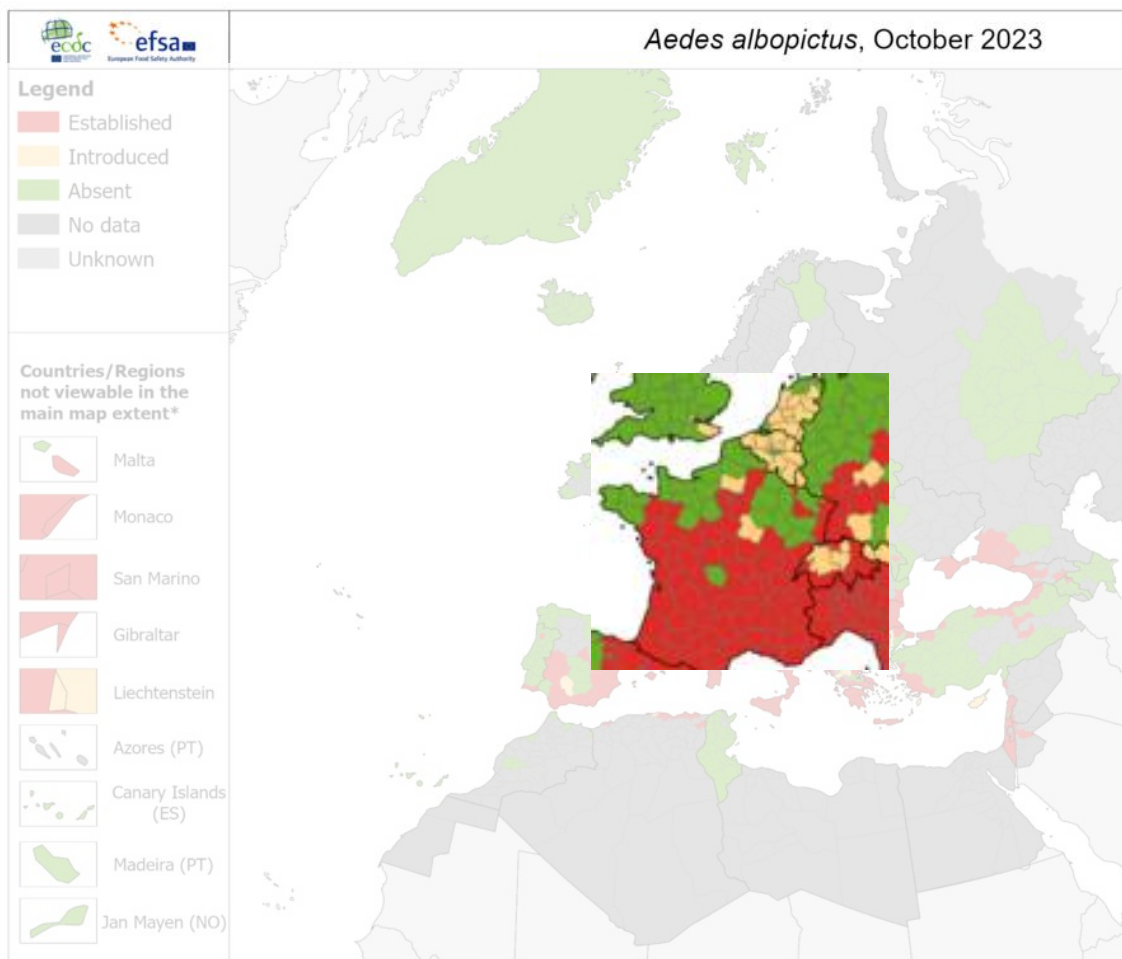 ecdc
efsa
European Food Safety Authority
Aedes albopictus, October 2023
Legend
Established
Introduced
Absent
No data
Unknown
Countries/Regions
not viewable in the
main map extent*
Malta
Monaco
San Marino
Gibraltar
Liechtenstein
Azores (PT)
Canary Islands
(ES)
Madeira (PT)
Jan Mayen (NO)